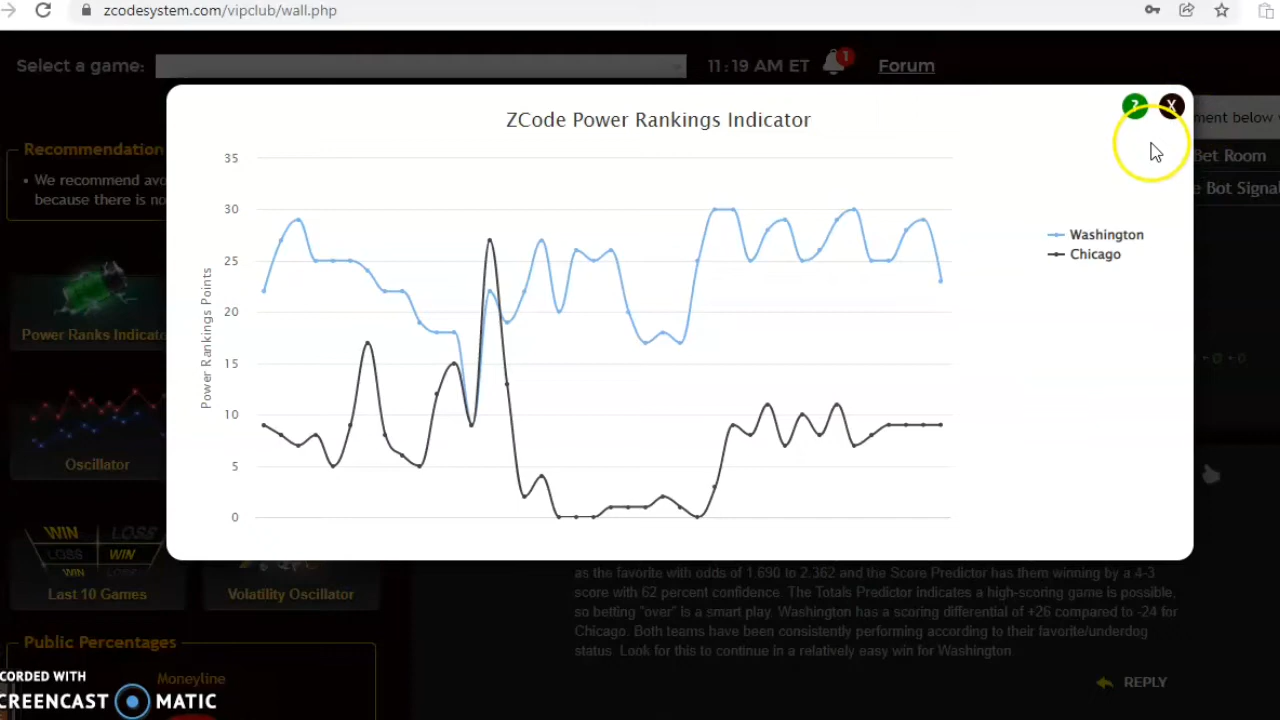 zcodesystem.com/vipclub/wall.php
Select a game:
11:19 AM ET
1
Forum
ZCode Power Rankings Indicator
? X
ment below
Recommendation
• We recommend avo
because there is no
Bet Room
e Bot Signa
35
30
25
20
15
10
5
0
Power Rankings Points
Washington
Chicago
Power Ranks Indicato
Oscillator
WIN LOSS
LOSS WIN
WIN
Last 10 Games
Volatility Oscillator
as the favorite with odds of 1.690 to 2.362 and the Score Predictor has them winning by a 4-3
score with 62 percent confidence. The Totals Predictor indicates a high-scoring game is possible,
so betting "over" is a smart play. Washington has a scoring differential of +26 compared to -24 for
Chicago. Both teams have been consistently performing according to their favorite/underdog
status. Look for this to continue in a relatively easy win for Washington.
Public Percentages
Moneyline
REPLY
CORDED WITH
CREENCAST MATIC